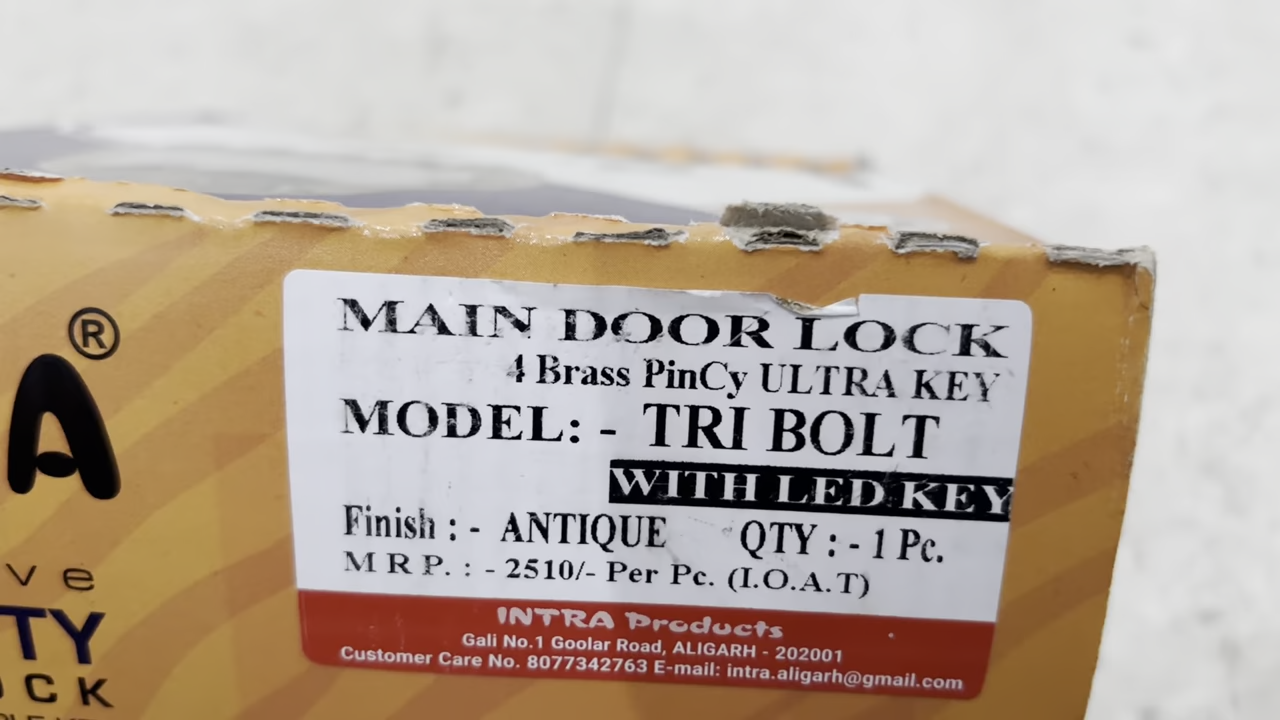 MAIN DOOR LOCK
4 Brass PinCy ULTRA KEY
MODEL: - TRI BOLT
WITH LED KEY
Finish : - ANTIQUE QTY : - 1 Pc.
M R P. : - 2510/- Per Pc. (I.O.A.T)
INTRA Products
Gali No.1 Goolar Road, ALIGARH - 202001
Customer Care No. 8077342763 E-mail: intra.aligarh@gmail.com
A®
ve
TY
OCK